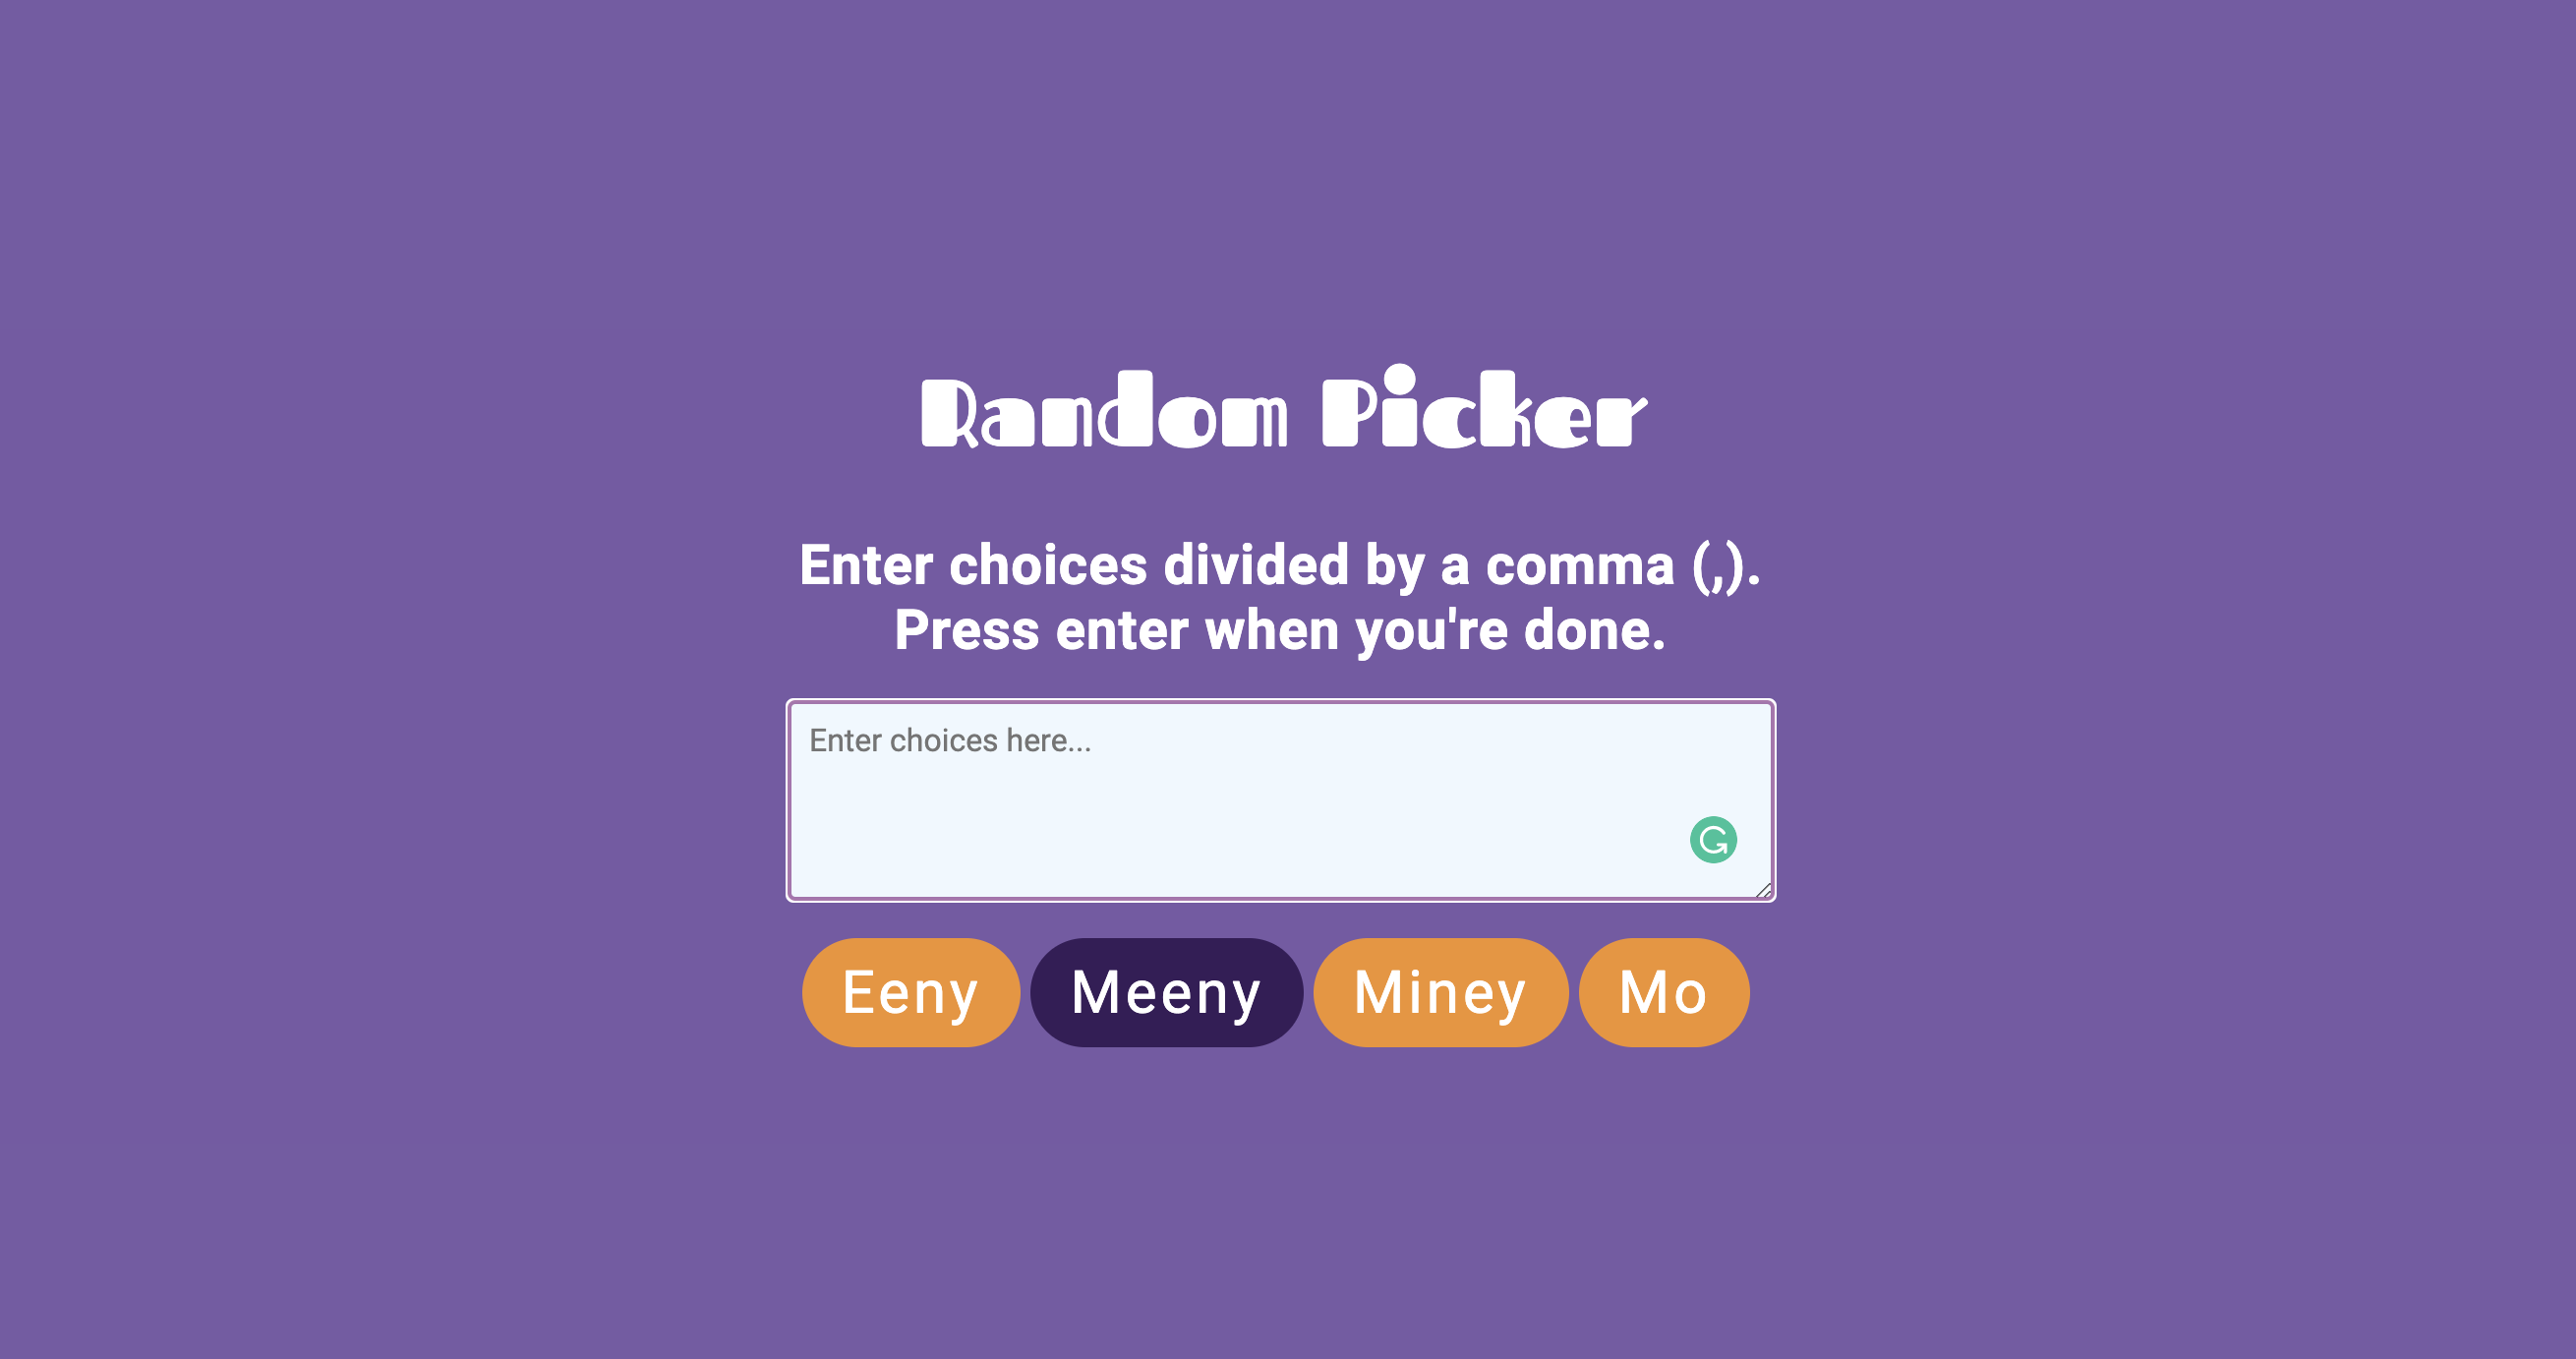 Random Picker
Enter choices divided by a comma (,).
Press enter when you're done.
Enter choices here...
Eeny Meeny Miney Mo